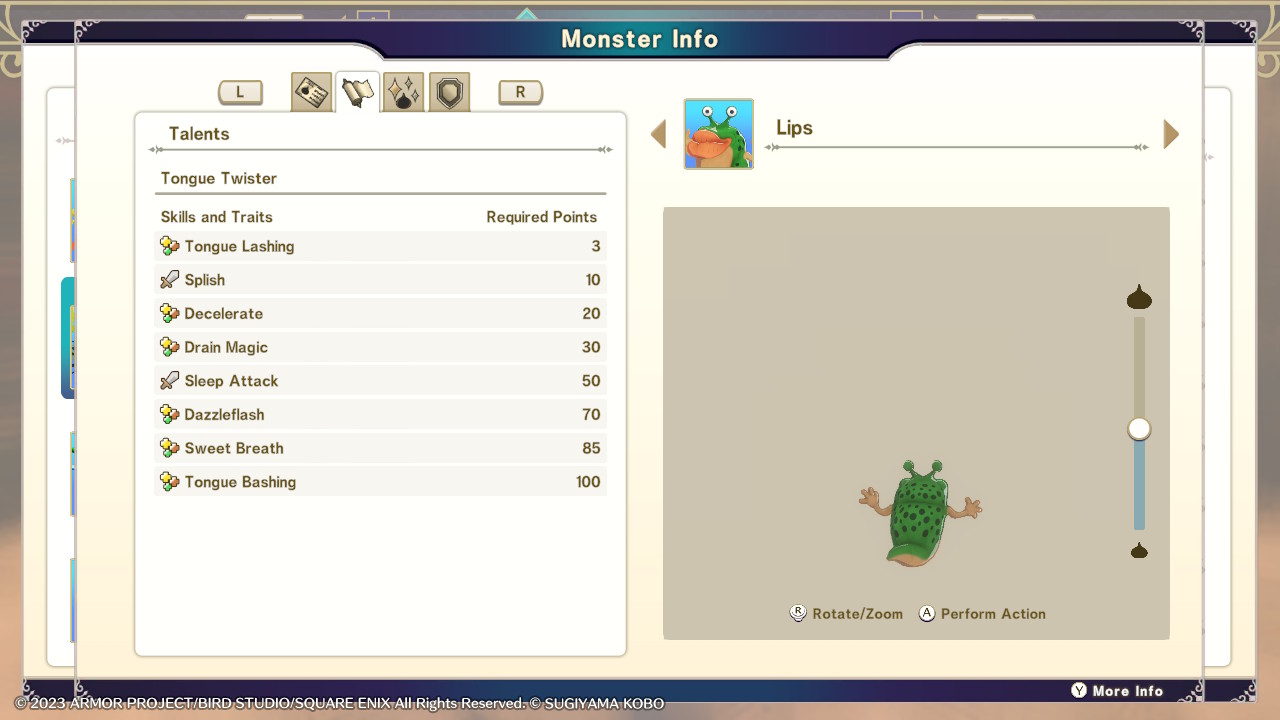 Monster Info
L
R
Talents
Tongue Twister
Skills and Traits Required Points
Tongue Lashing 3
Splish 10
Decelerate 20
Drain Magic 30
Sleep Attack 50
Dazzleflash 70
Sweet Breath 85
Tongue Bashing 100
Lips
R Rotate/Zoom A Perform Action
Y More Info
© 2023 ARMOR PROJECT/BIRD STUDIO/SQUARE ENIX All Rights Reserved. © SUGIYAMA KOBO